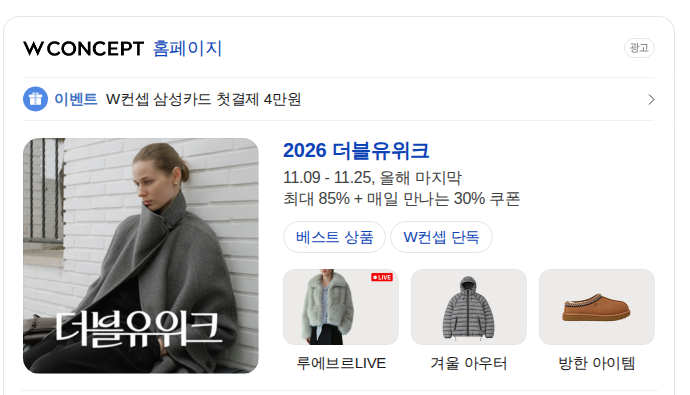 W CONCEPT 홈페이지
광고
이벤트 W컨셉 삼성카드 첫결제 4만원
더블유위크
2026 더블유위크
11.09 - 11.25, 올해 마지막
최대 85% + 매일 만나는 30% 쿠폰
베스트 상품
W컨셉 단독
LIVE
루에브르LIVE
겨울 아우터
방한 아이템